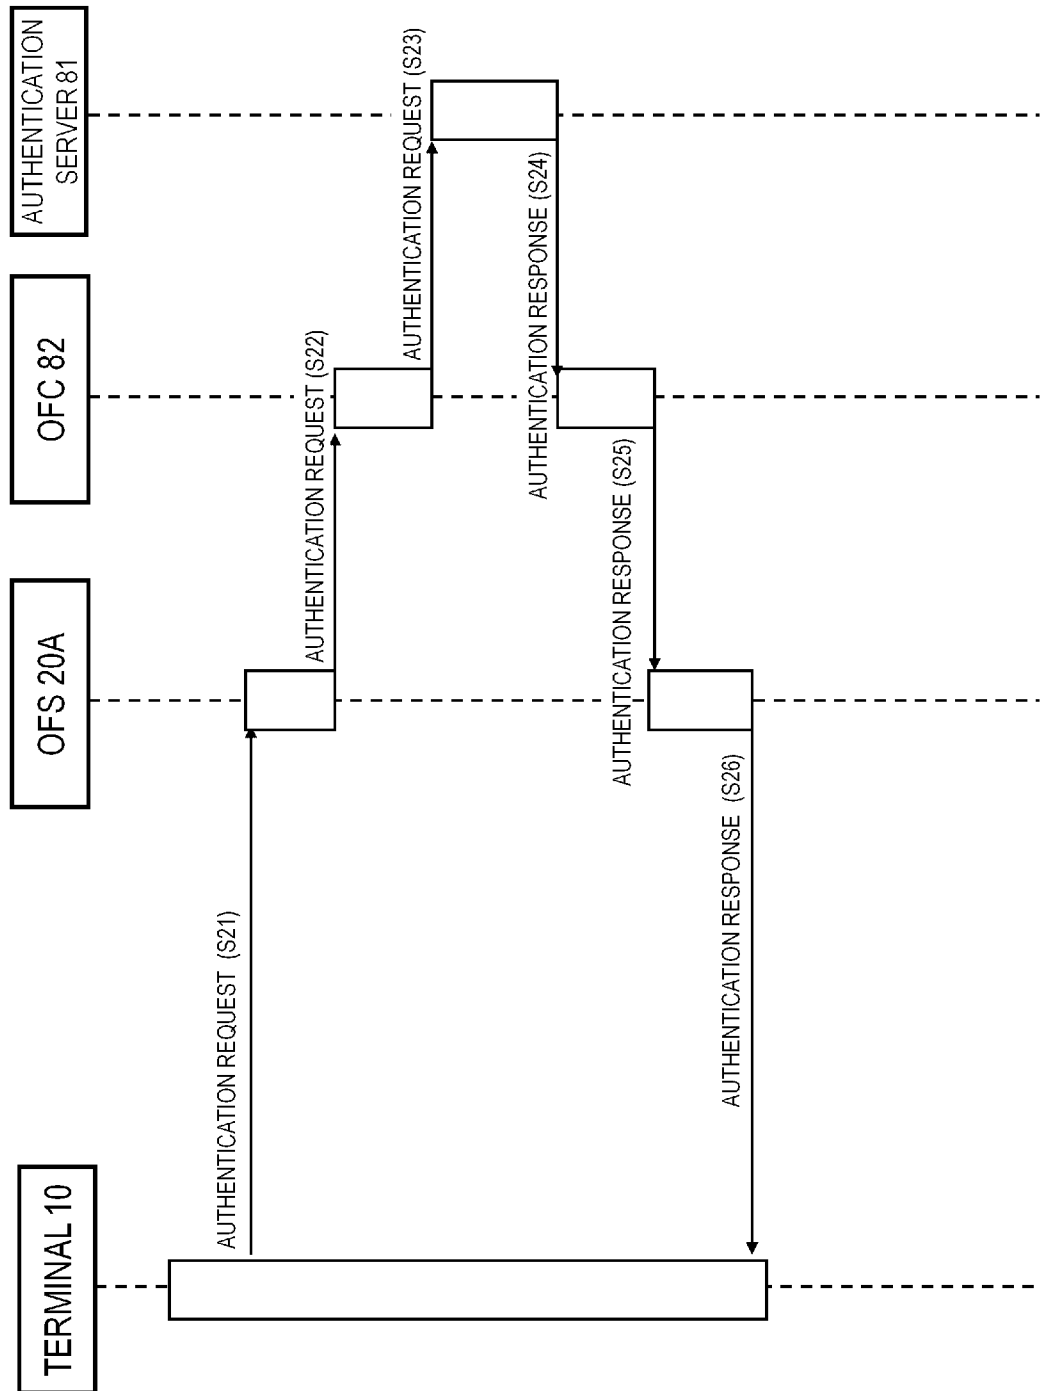 TERMINAL 10
OFS 20A
OFC 82
AUTHENTICATION
SERVER 81
AUTHENTICATION REQUEST (S21)
AUTHENTICATION REQUEST (S22)
AUTHENTICATION REQUEST (S23)
AUTHENTICATION RESPONSE (S24)
AUTHENTICATION RESPONSE (S25)
AUTHENTICATION RESPONSE (S26)